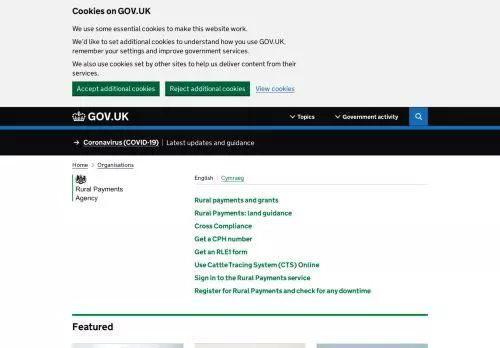 Cookies on GOV.UK
We use some essential cookies to make this website work.
We'd like to set additional cookies to understand how you use GOV.UK,
remember your settings and improve government services.
We also use cookies set by other sites to help us deliver content from their
services.
Accept additional cookies Reject additional cookies View cookies
GOV.UK Topics Government activity
→ Coronavirus (COVID-19) Latest updates and guidance
Home > Organisations
Rural Payments
Agency
English Cymraeg
Rural payments and grants
Rural Payments: land guidance
Cross Compliance
Get a CPH number
Get an RLE1 form
Use Cattle Tracing System (CTS) Online
Sign in to the Rural Payments service
Register for Rural Payments and check for any downtime
Featured